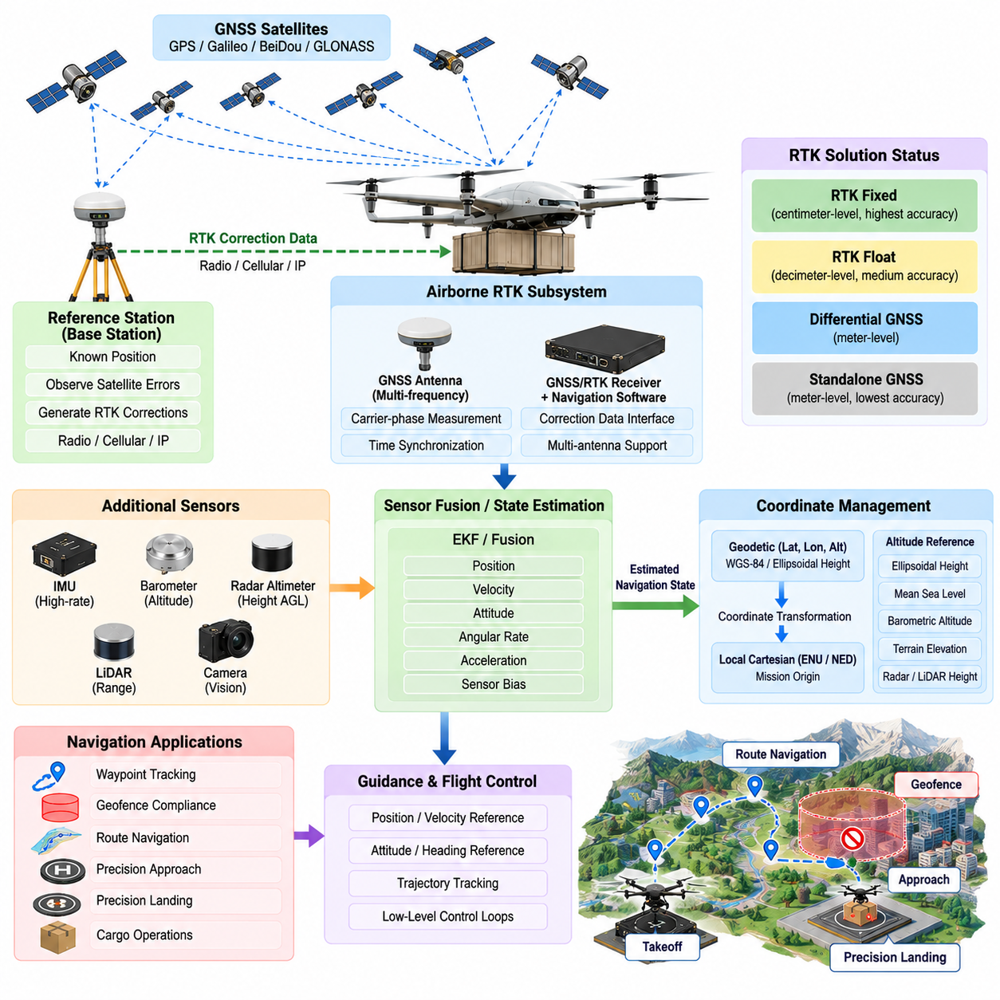 GNSS Satellites
GPS / Galileo / BeiDou / GLONASS
RTK Correction Data
Radio / Cellular / IP
RTK Solution Status
RTK Fixed
(centimeter-level, highest accuracy)
RTK Float
(decimeter-level, medium accuracy)
Differential GNSS
(meter-level)
Standalone GNSS
(meter-level, lowest accuracy)
Reference Station
(Base Station)
Known Position
Observe Satellite Errors
Generate RTK Corrections
Radio / Cellular / IP
Airborne RTK Subsystem
GNSS Antenna
(Multi-frequency)
GNSS/RTK Receiver
+ Navigation Software
Carrier-phase Measurement
Correction Data Interface
Time Synchronization
Multi-antenna Support
Additional Sensors
IMU
(High-rate)
Barometer
(Altitude)
Radar Altimeter
(Height AGL)
LiDAR
(Range)
Camera
(Vision)
Sensor Fusion / State Estimation
EKF / Fusion
Position
Velocity
Attitude
Angular Rate
Acceleration
Sensor Bias
Estimated
Navigation State
Coordinate Management
Geodetic (Lat, Lon, Alt)
WGS-84 / Ellipsoidal Height
Coordinate Transformation
Local Cartesian (ENU / NED)
Mission Origin
Altitude Reference
Ellipsoidal Height
Mean Sea Level
Barometric Altitude
Terrain Elevation
Radar / LiDAR Height
Navigation Applications
Waypoint Tracking
Geofence Compliance
Route Navigation
H
Precision Approach
Precision Landing
Cargo Operations
Guidance & Flight Control
Position / Velocity Reference
Attitude / Heading Reference
Trajectory Tracking
Low-Level Control Loops
Route Navigation
Geofence
Approach
Takeoff
Precision Landing